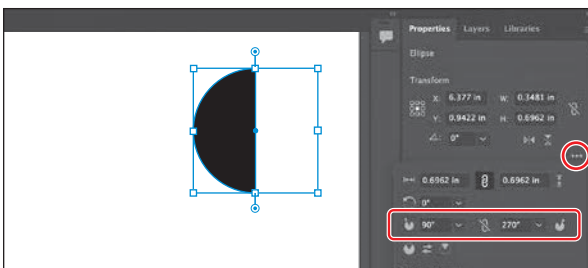 Properties Layers Libraries
Ellipse
Transform
X: 6.377 in W: 0.3481 in
Y: 0.9422 in H: 0.6962 in
0°
0.6962 in 0.6962 in
0°
90° 270°